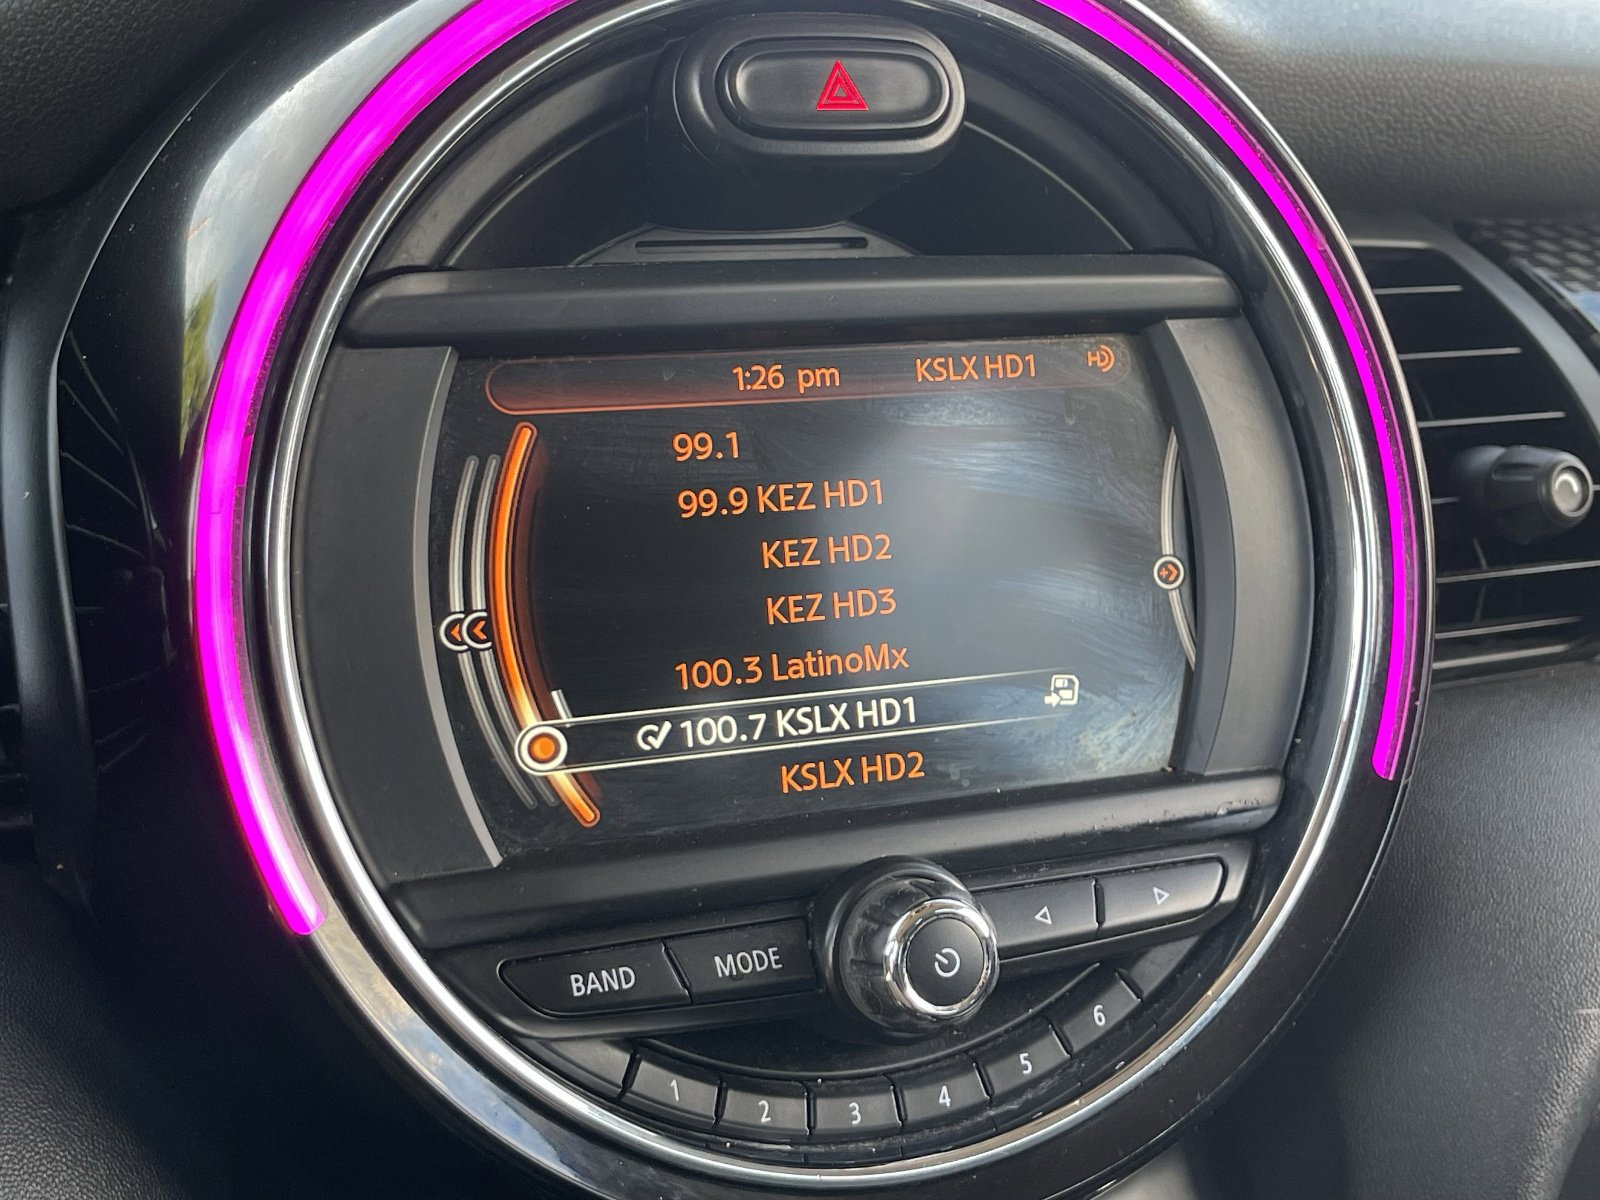 1:26 pm KSLX HD1 HD
99.1
99.9 KEZ HD1
KEZ HD2
KEZ HD3
100.3 LatinoMx
100.7 KSLX HD1
KSLX HD2
BAND MODE
1 2 3 4 5 6